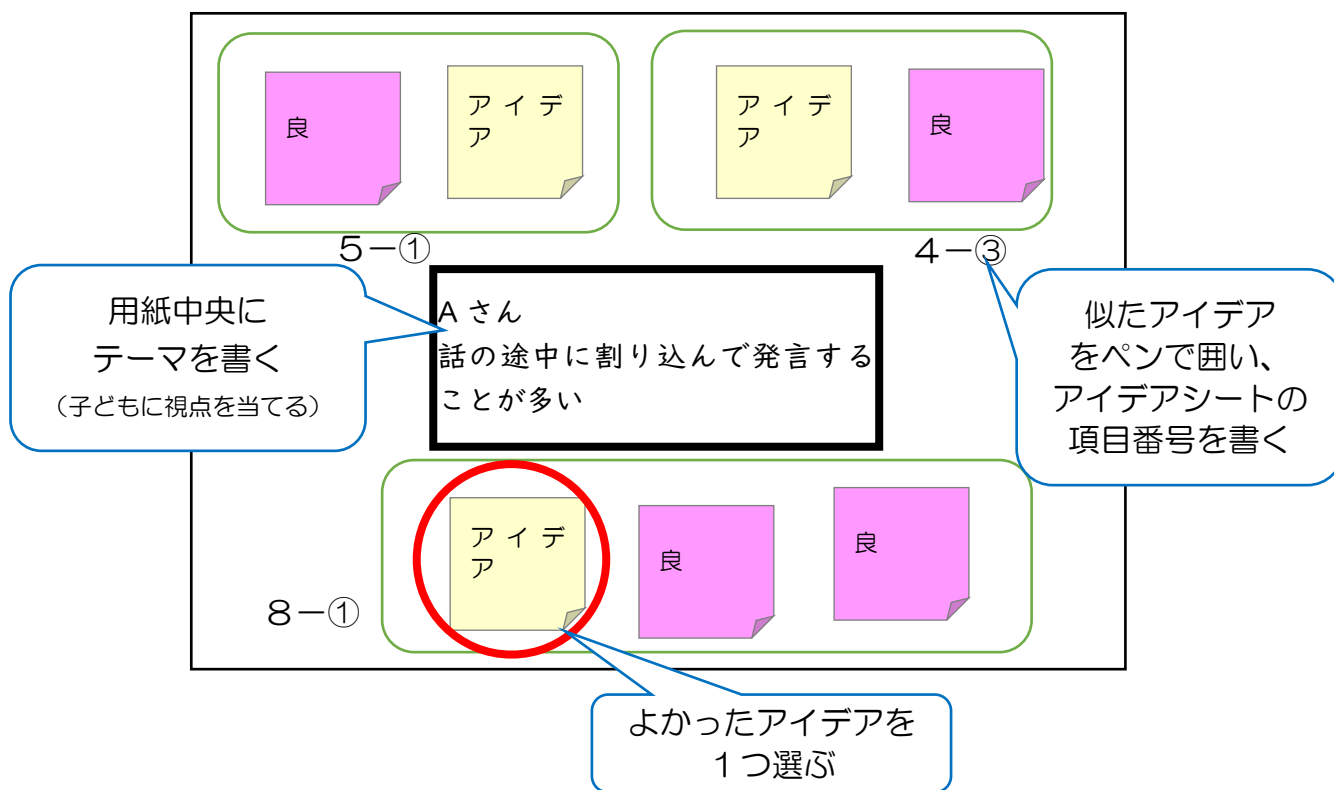 良
アイデ
ア
アイデ
ア
良
5-①
4-③
用紙中央に
テーマを書く
（子どもに視点を当てる）
Aさん
話の途中に割り込んで発言する
ことが多い
似たアイデア
をペンで囲い、
アイデアシートの
項目番号を書く
アイデ
ア
良
良
8-①
よかったアイデアを
1つ選ぶ